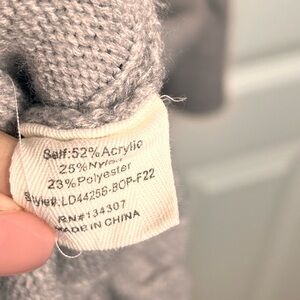 Self:52%Acrylic
25%Nylon
23%Polyester
Style#:LD44256-BOP-F22
RN#134307
MADE IN CHINA